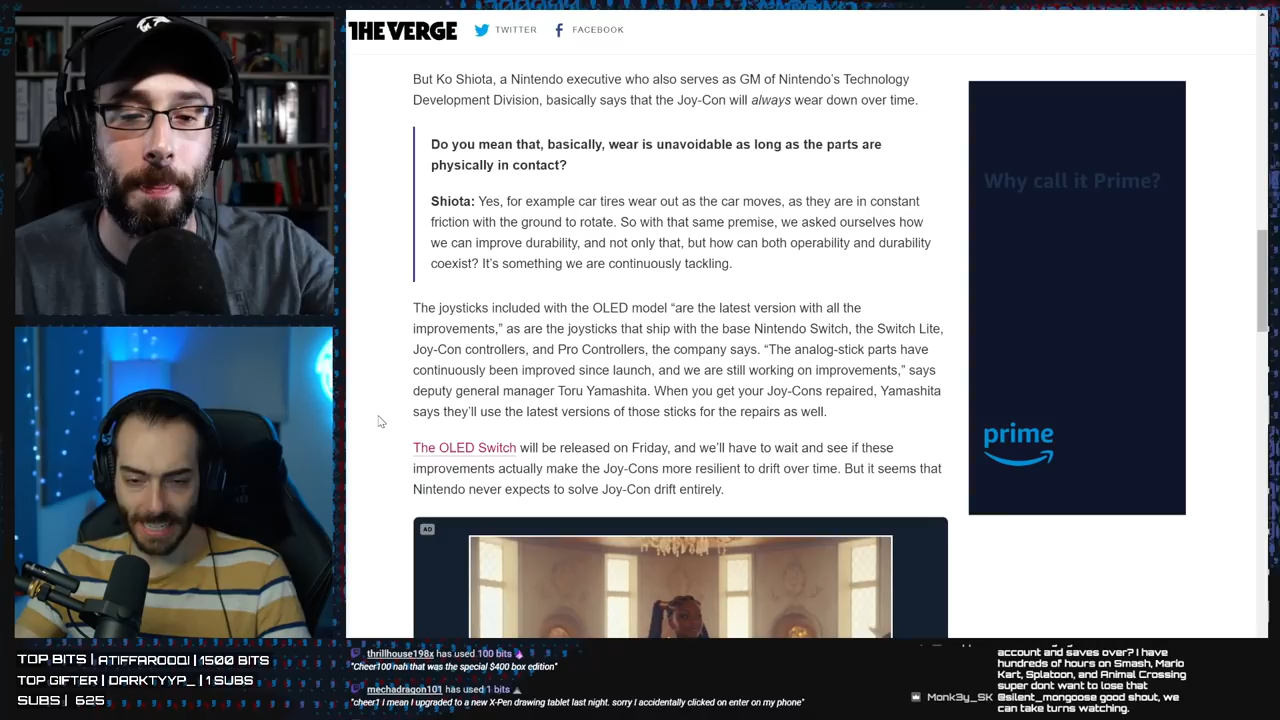 THE VERGE
TWITTER
FACEBOOK
But Ko Shiota, a Nintendo executive who also serves as GM of Nintendo's Technology
Development Division, basically says that the Joy-Con will always wear down over time.
Do you mean that, basically, wear is unavoidable as long as the parts are
physically in contact?
Shiota: Yes, for example car tires wear out as the car moves, as they are in constant
friction with the ground to rotate. So with that same premise, we asked ourselves how
we can improve durability, and not only that, but how can both operability and durability
coexist? It's something we are continuously tackling.
The joysticks included with the OLED model “are the latest version with all the
improvements,” as are the joysticks that ship with the base Nintendo Switch, the Switch Lite,
Joy-Con controllers, and Pro Controllers, the company says. “The analog-stick parts have
continuously been improved since launch, and we are still working on improvements,” says
deputy general manager Toru Yamashita. When you get your Joy-Cons repaired, Yamashita
says they'll use the latest versions of those sticks for the repairs as well.
The OLED Switch will be released on Friday, and we'll have to wait and see if these
improvements actually make the Joy-Cons more resilient to drift over time. But it seems that
Nintendo never expects to solve Joy-Con drift entirely.
AD
Why call it Prime?
prime
TOP BITS | ATIFFAROOQI | 1500 BITS
TOP GIFTER | DARKTYYP_ | 1 SUBS
SUBS | 625
thrillhouse198x has used 100 bits
"Cheer100 nah that was the special $400 box edition"
mechadragon101 has used 1 bits
"cheer1 I mean I upgraded to a new X-Pen drawing tablet last night. sorry I accidentally clicked on enter on my phone"
account and saves over? I have
hundreds of hours on Smash, Mario
Kart, Splatoon, and Animal Crossing
super dont want to lose that
Monk3y_SK @silent_mongoose good shout, we
can take turns watching.